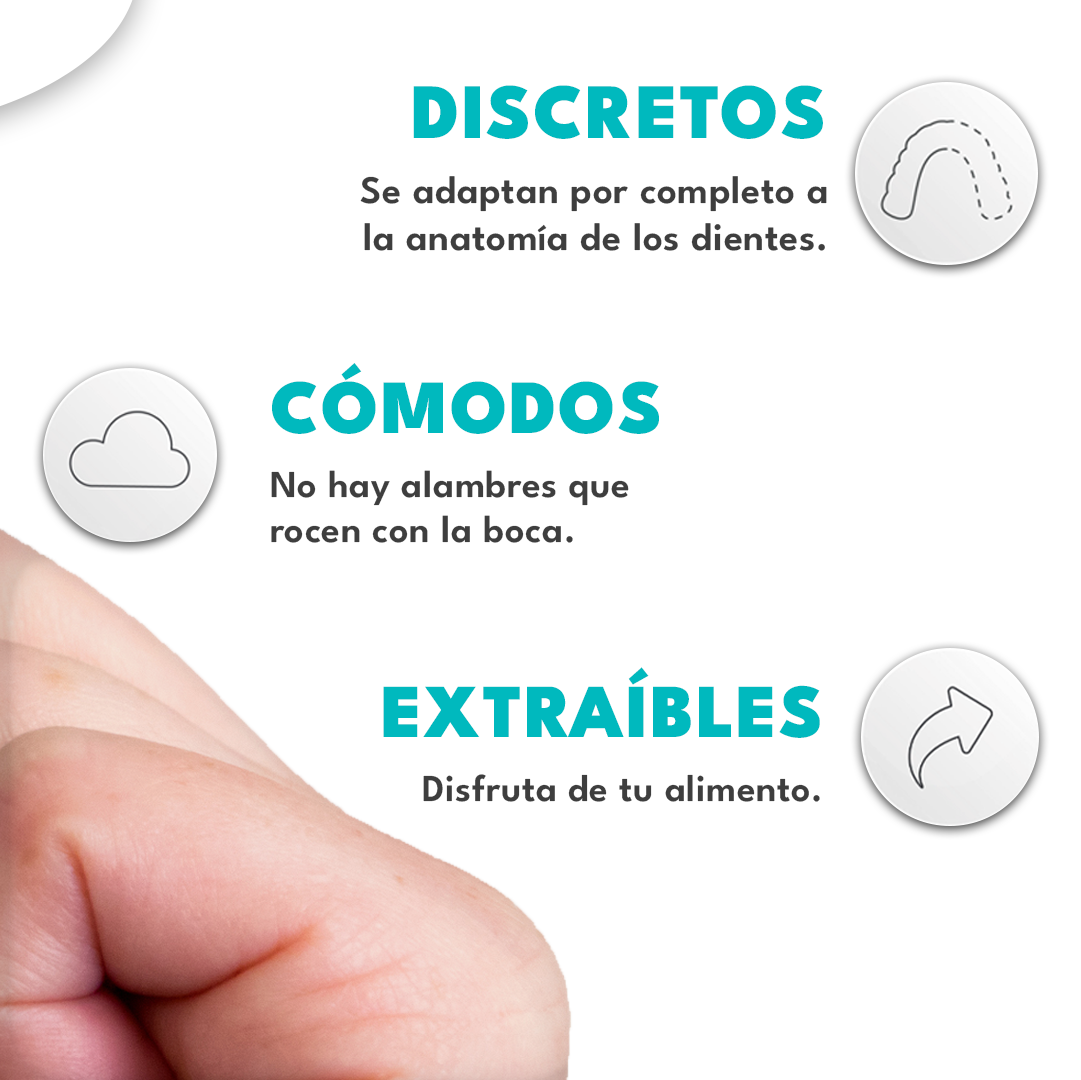 DISCRETOS
Se adaptan por completo a
la anatomía de los dientes.
CÓMODOS
No hay alambres que
rocen con la boca.
EXTRAÍBLES
Disfruta de tu alimento.